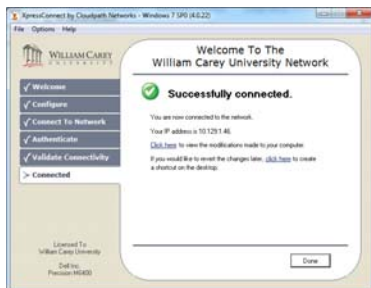 XpressConnect by Cloudpath Networks - Windows 7 SP0 (4.0.22)
File Options Help
WILLIAM CAREY
UNIVERSITY
Welcome To The
William Carey University Network
√ Welcome
√ Configure
√ Connect To Network
√ Authenticate
√ Validate Connectivity
> Connected
Successfully connected.
You are now connected to the network.
Your IP address is 10.129.1.46.
Click here to view the modifications made to your computer.
If you would like to revert the changes later, click here to create
a shortcut on the desktop.
Licensed To
William Carey University
Dell Inc.
Precision M6400
Done